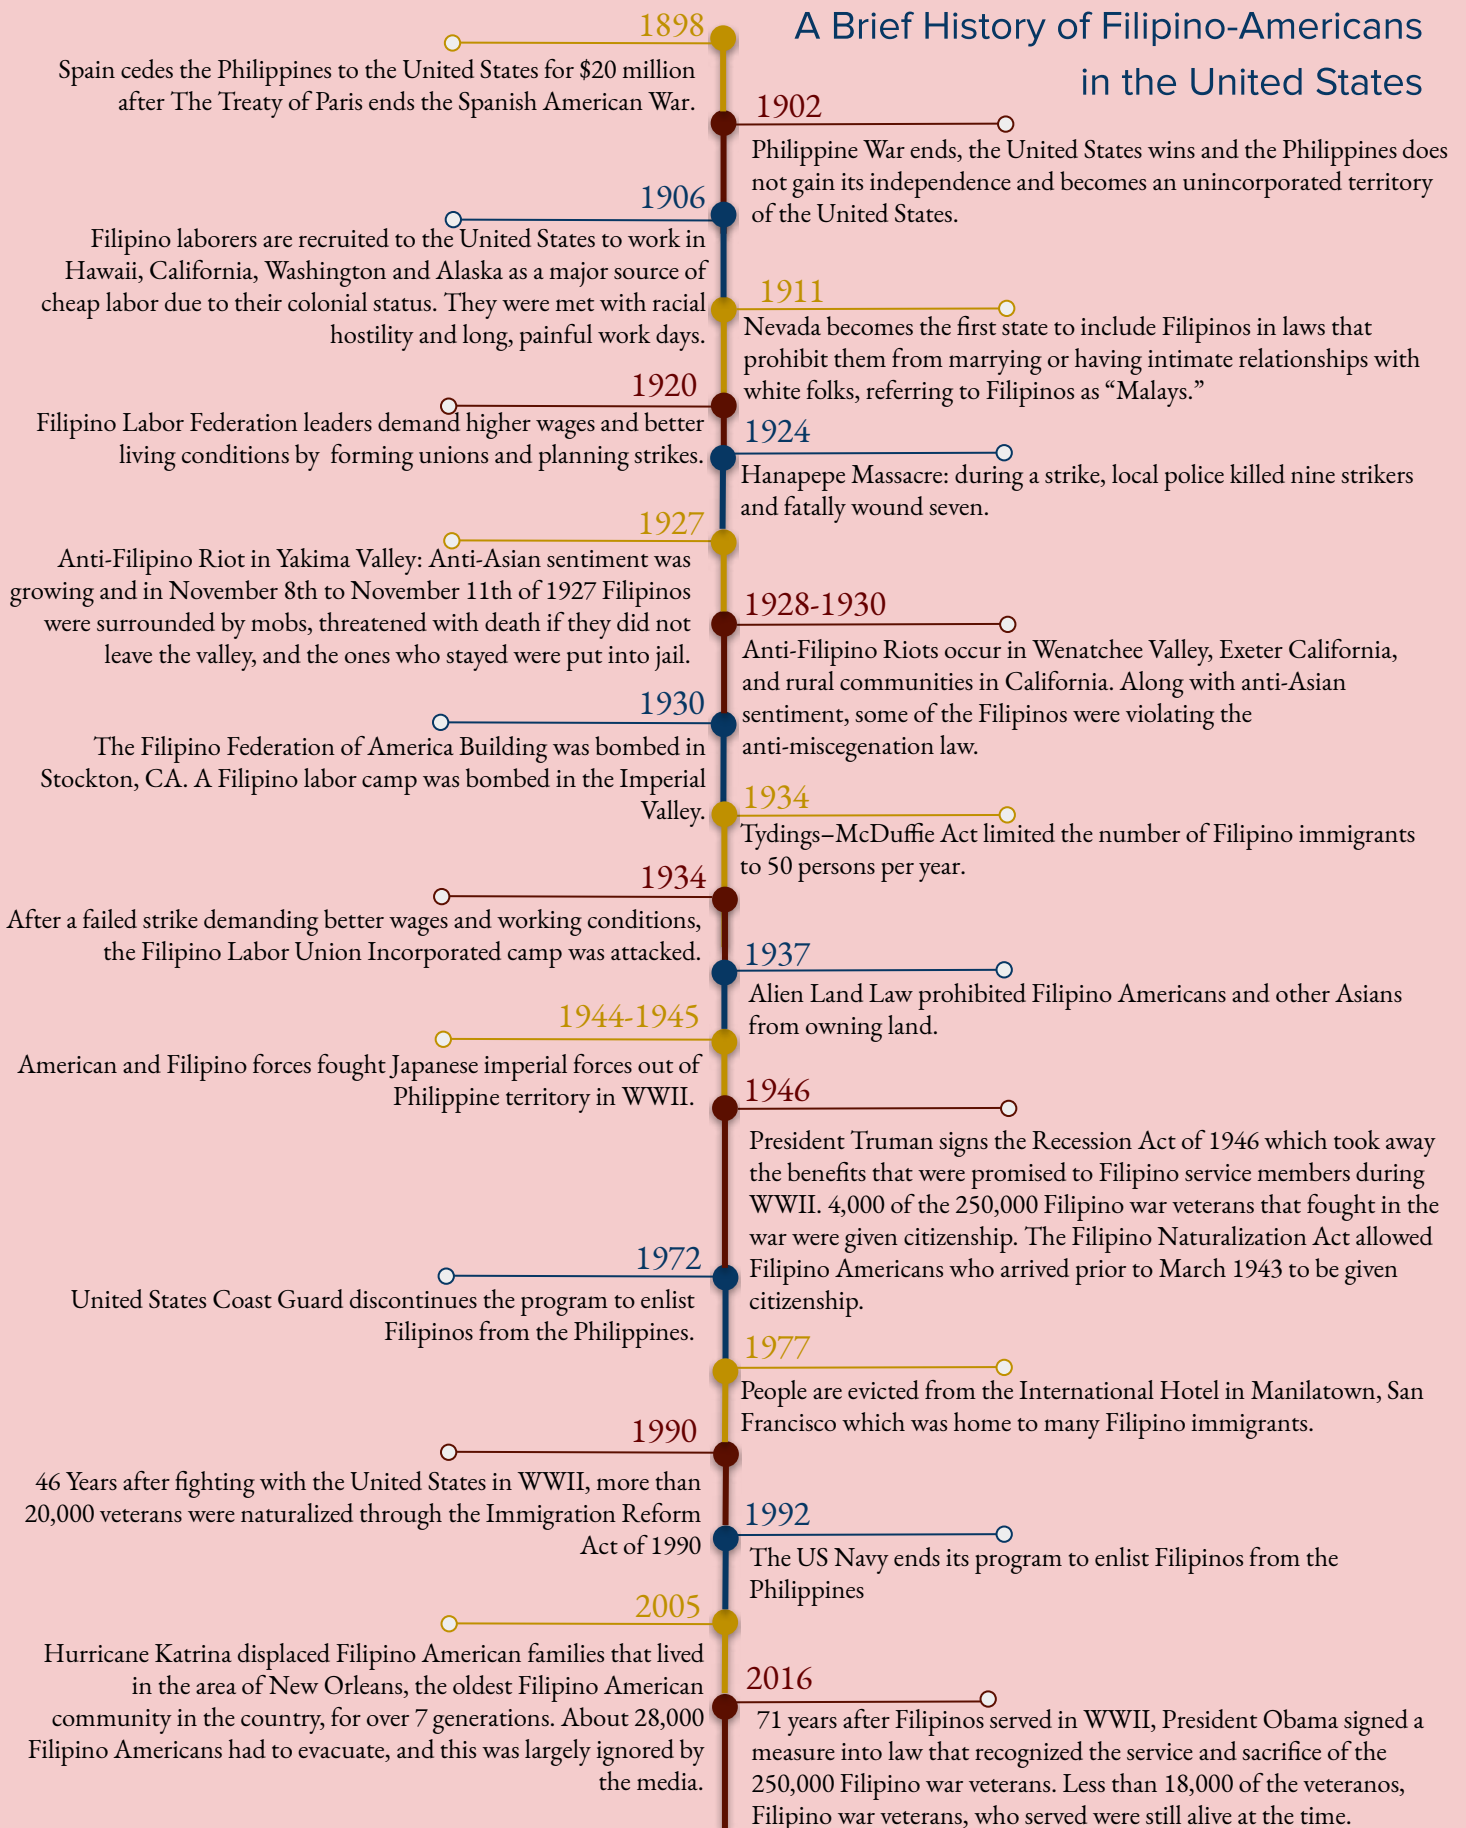 A Brief History of Filipino-Americans
in the United States
1898
Spain cedes the Philippines to the United States for $20 million
after The Treaty of Paris ends the Spanish American War.
1902
Philippine War ends, the United States wins and the Philippines does
not gain its independence and becomes an unincorporated territory
of the United States.
1906
Filipino laborers are recruited to the United States to work in
Hawaii, California, Washington and Alaska as a major source of
cheap labor due to their colonial status. They were met with racial
hostility and long, painful work days.
1911
Nevada becomes the first state to include Filipinos in laws that
prohibit them from marrying or having intimate relationships with
white folks, referring to Filipinos as “Malays.”
1920
Filipino Labor Federation leaders demand higher wages and better
living conditions by  forming unions and planning strikes.
1924
Hanapepe Massacre: during a strike, local police killed nine strikers
and fatally wound seven.
1927
Anti-Filipino Riot in Yakima Valley: Anti-Asian sentiment was
growing and in November 8th to November 11th of 1927 Filipinos
were surrounded by mobs, threatened with death if they did not
leave the valley, and the ones who stayed were put into jail.
1928-1930
Anti-Filipino Riots occur in Wenatchee Valley, Exeter California,
and rural communities in California. Along with anti-Asian
sentiment, some of the Filipinos were violating the
anti-miscegenation law.
1930
The Filipino Federation of America Building was bombed in
Stockton, CA. A Filipino labor camp was bombed in the Imperial
Valley.
1934
Tydings–McDuffie Act limited the number of Filipino immigrants
to 50 persons per year.
1934
After a failed strike demanding better wages and working conditions,
the Filipino Labor Union Incorporated camp was attacked.
1937
Alien Land Law prohibited Filipino Americans and other Asians
from owning land.
1944-1945
American and Filipino forces fought Japanese imperial forces out of
Philippine territory in WWII.
1946
President Truman signs the Recession Act of 1946 which took away
the benefits that were promised to Filipino service members during
WWII. 4,000 of the 250,000 Filipino war veterans that fought in the
war were given citizenship. The Filipino Naturalization Act allowed
Filipino Americans who arrived prior to March 1943 to be given
citizenship.
1972
United States Coast Guard discontinues the program to enlist
Filipinos from the Philippines.
1977
People are evicted from the International Hotel in Manilatown, San
Francisco which was home to many Filipino immigrants.
1990
46 Years after fighting with the United States in WWII, more than
20,000 veterans were naturalized through the Immigration Reform
Act of 1990
1992
The US Navy ends its program to enlist Filipinos from the
Philippines
2005
Hurricane Katrina displaced Filipino American families that lived
in the area of New Orleans, the oldest Filipino American
community in the country, for over 7 generations. About 28,000
Filipino Americans had to evacuate, and this was largely ignored by
the media.
2016
71 years after Filipinos served in WWII, President Obama signed a
measure into law that recognized the service and sacrifice of the
250,000 Filipino war veterans. Less than 18,000 of the veteranos,
Filipino war veterans, who served were still alive at the time.